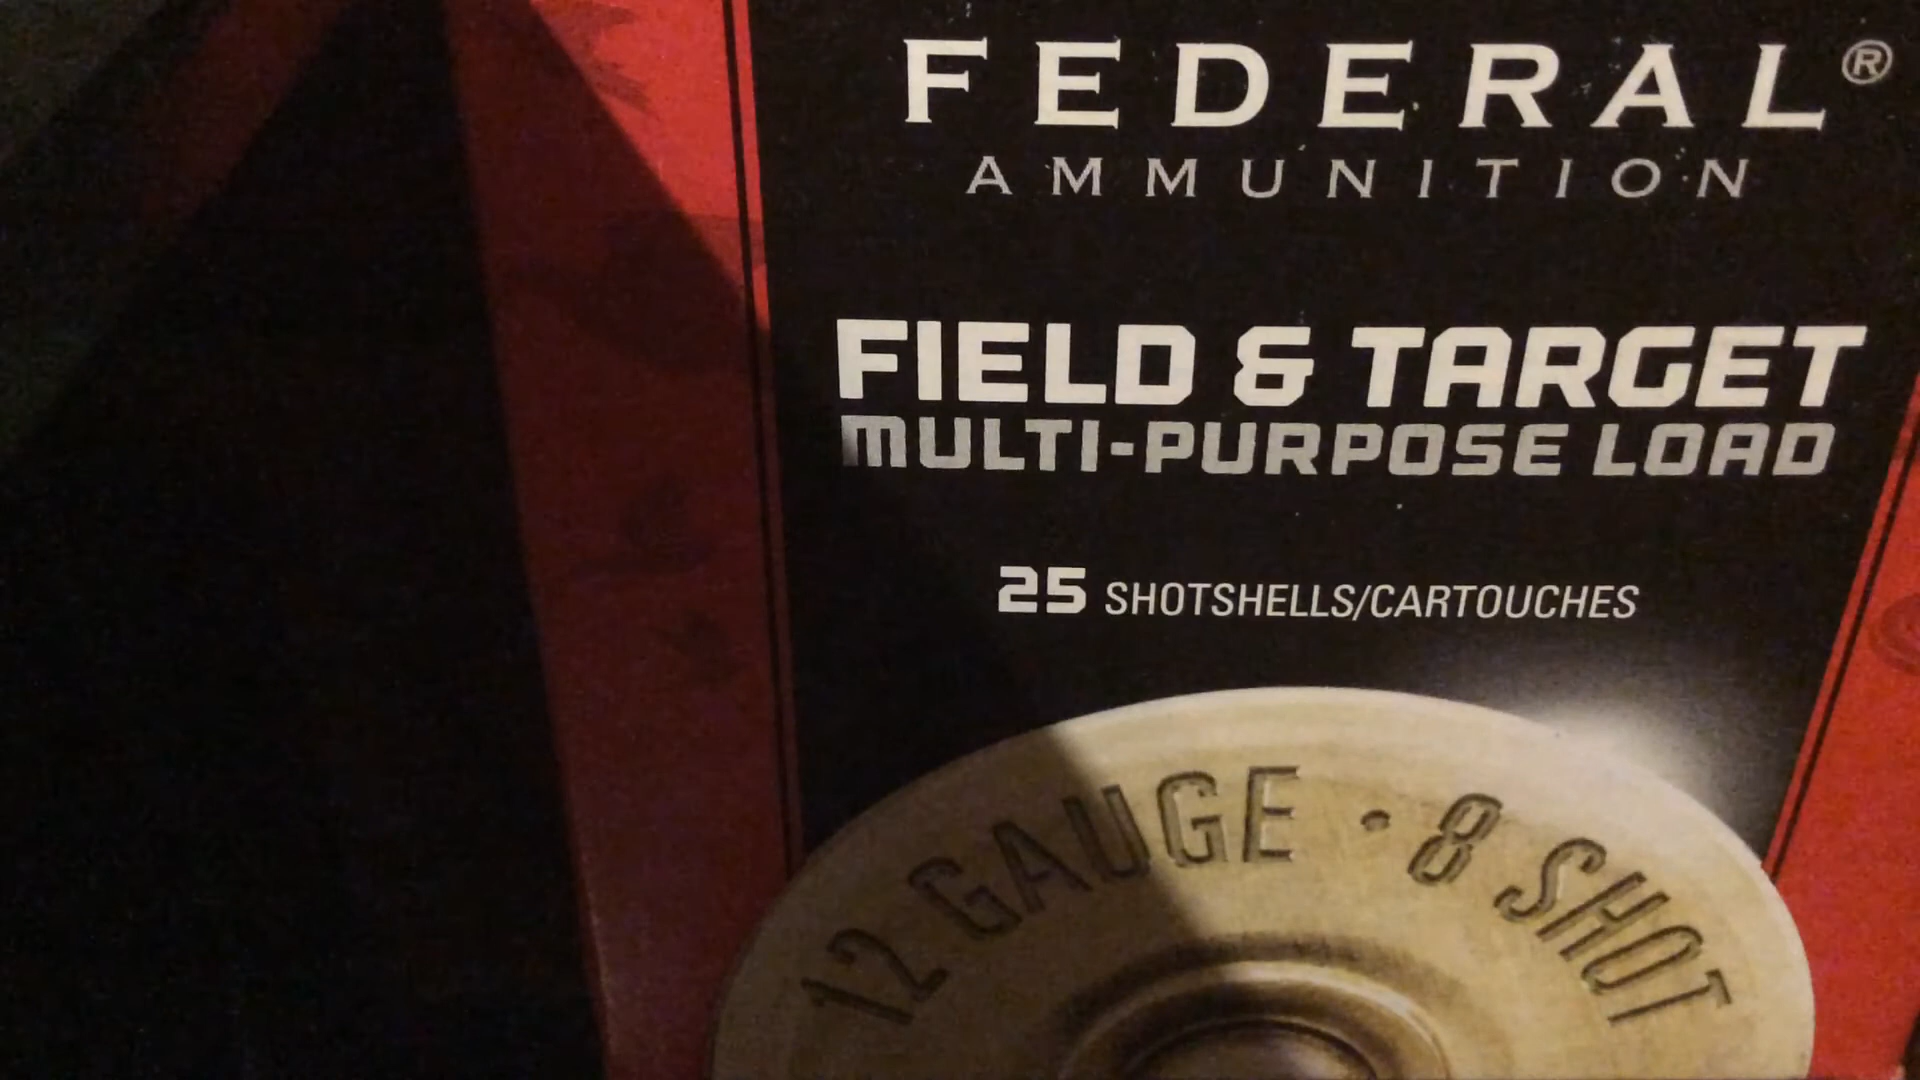 FEDERAL®
AMMUNITION
FIELD & TARGET
MULTI-PURPOSE LOAD
25 SHOTSHELLS/CARTOUCHES
12 GAUGE · 8 SHOT